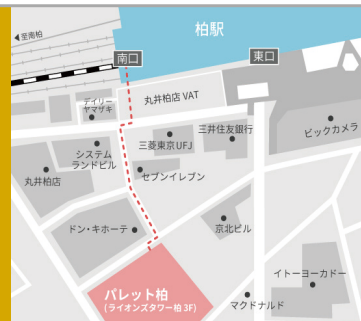 柏駅
◀至南柏
南口
東口
丸井柏店 VAT
デイリー
ヤマザキ
三菱東京UFJ
三井住友銀行
ビックカメラ
システム
ランドビル
丸井柏店
セブンイレブン
ドン・キホーテ
京北ビル
イトーヨーカドー
パレット柏
(ライオンズタワー柏 3F)
マクドナルド